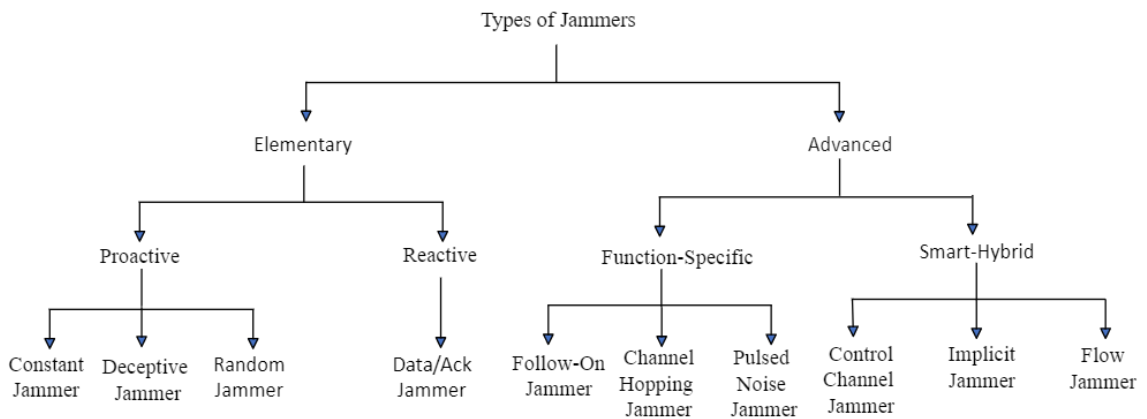 Types of Jammers
Elementary
Advanced
Proactive
Reactive
Function-Specific
Smart-Hybrid
Constant
Jammer
Deceptive
Jammer
Random
Jammer
Data/Ack
Jammer
Follow-On
Jammer
Channel
Hopping
Jammer
Pulsed
Noise
Jammer
Control
Channel
Jammer
Implicit
Jammer
Flow
Jammer